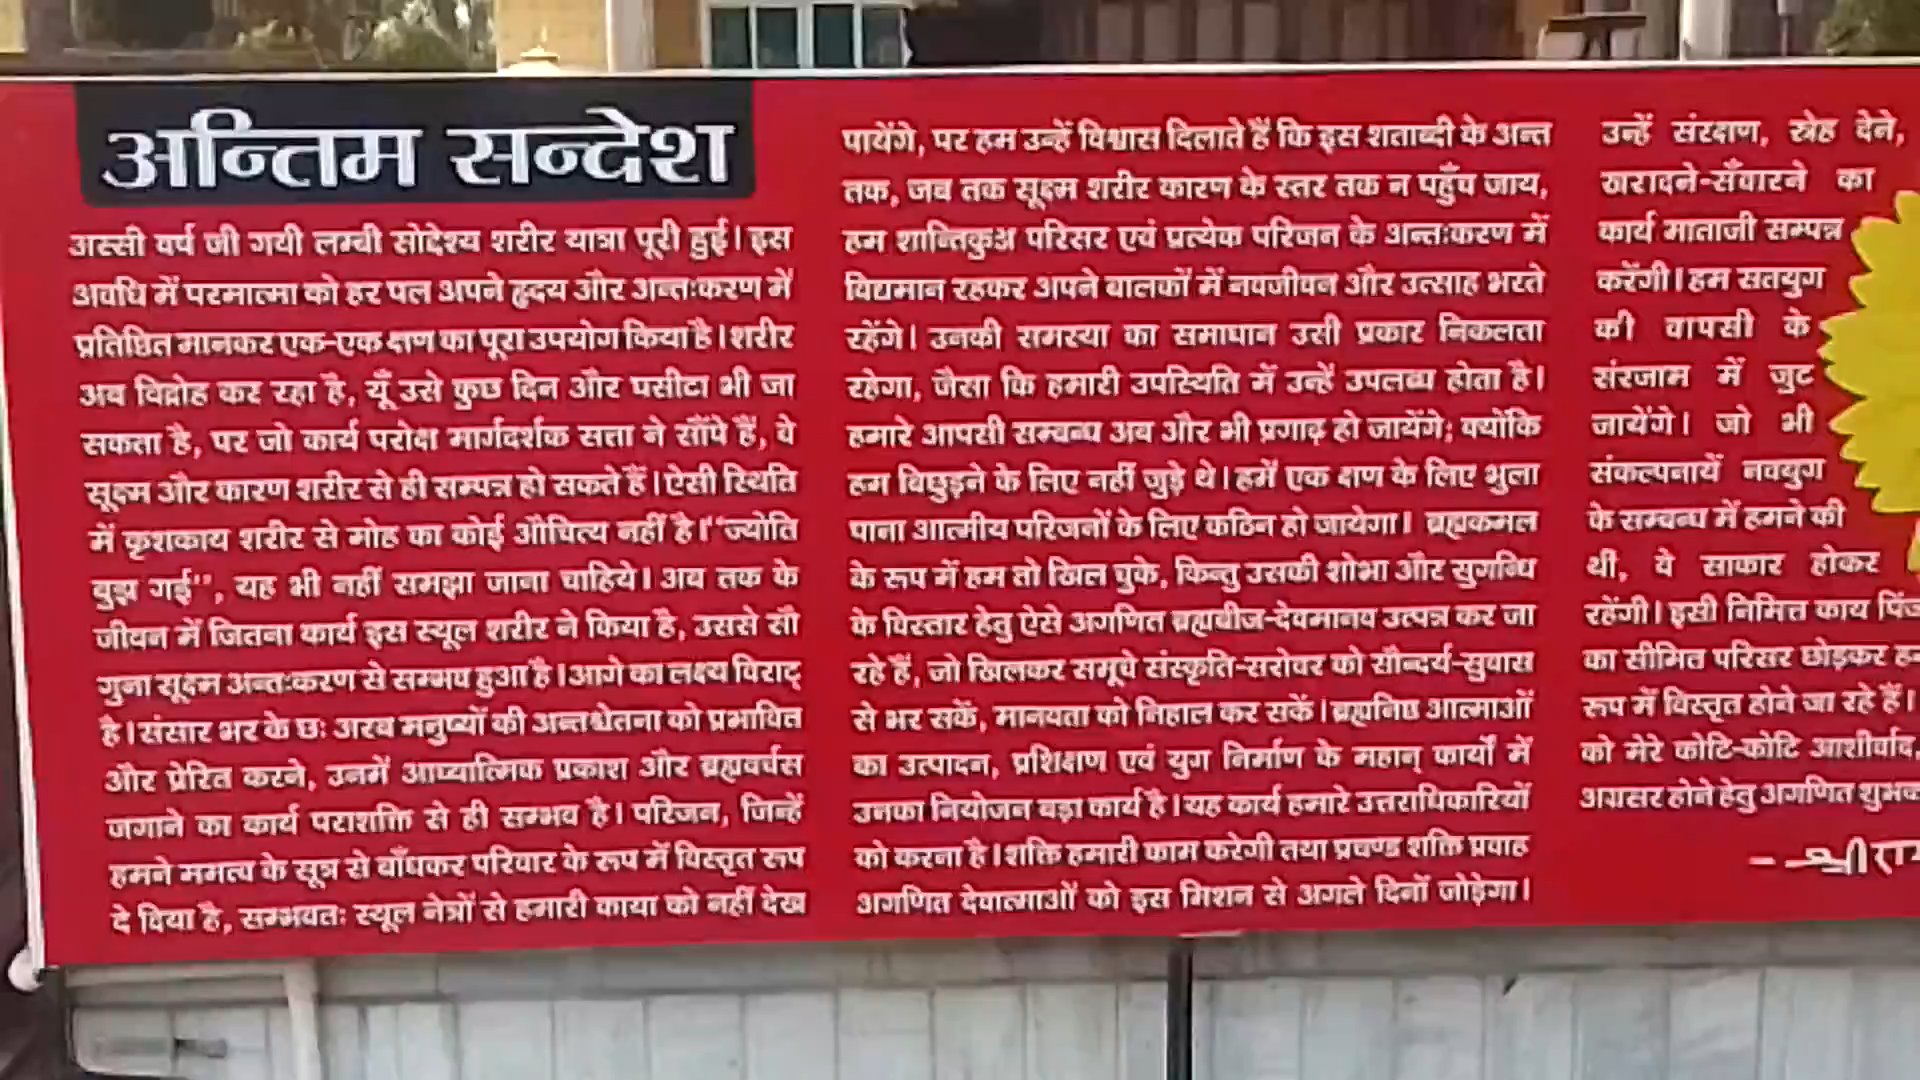 अन्तिम सन्देश
अस्सी वर्ष जी गयी लम्बी सोद्देश्य शरीर यात्रा पूरी हुई। इस
अवधि में परमात्मा को हर पल अपने हृदय और अन्तःकरण में
प्रतिष्ठित मानकर एक-एक क्षण का पूरा उपयोग किया है। शरीर
अब विद्रोह कर रहा है, यूँ उसे कुछ दिन और घसीटा भी जा
सकता है, पर जो कार्य परोक्ष मार्गदर्शक सत्ता ने सौंपे हैं, वे
सूक्ष्म और कारण शरीर से ही सम्पन्न हो सकते हैं। ऐसी स्थिति
में कृशकाय शरीर से मोह का कोई औचित्य नहीं है। "ज्योति
बुझ गई", यह भी नहीं समझा जाना चाहिये। अब तक के
जीवन में जितना कार्य इस स्थूल शरीर ने किया है, उससे सौ
गुना सूक्ष्म अन्तःकरण से सम्भव हुआ है। आगे का लक्ष्य विराट्
है। संसार भर के छः अरब मनुष्यों की अन्तश्चेतना को प्रभावित
और प्रेरित करने, उनमें आध्यात्मिक प्रकाश और ब्रह्मवर्चस
जगाने का कार्य पराशक्ति से ही सम्भव है। परिजन, जिन्हें
हमने ममत्व के सूत्र से बाँधकर परिवार के रूप में विस्तृत रूप
दे दिया है, सम्भवतः स्थूल नेत्रों से हमारी काया को नहीं देख
पायेंगे, पर हम उन्हें विश्वास दिलाते हैं कि इस शताब्दी के अन्त
तक, जब तक सूक्ष्म शरीर कारण के स्तर तक न पहुँच जाय,
हम शान्तिकुञ्ज परिसर एवं प्रत्येक परिजन के अन्तःकरण में
विद्यमान रहकर अपने बालकों में नवजीवन और उत्साह भरते
रहेंगे। उनकी समस्या का समाधान उसी प्रकार निकलता
रहेगा, जैसा कि हमारी उपस्थिति में उन्हें उपलब्ध होता है।
हमारे आपसी सम्बन्ध अब और भी प्रगाढ़ हो जायेंगे; क्योंकि
हम बिछुड़ने के लिए नहीं जुड़े थे। हमें एक क्षण के लिए भुला
पाना आत्मीय परिजनों के लिए कठिन हो जायेगा। ब्रह्मकमल
के रूप में हम तो खिल चुके, किन्तु उसकी शोभा और सुगन्धि
के विस्तार हेतु ऐसे अगणित ब्रह्मबीज-देवमानव उत्पन्न कर जा
रहे हैं, जो खिलकर समूचे संस्कृति-सरोवर को सौन्दर्य-सुवास
से भर सकें, मानवता को निहाल कर सकें। ब्रह्मनिष्ठ आत्माओं
का उत्पादन, प्रशिक्षण एवं युग निर्माण के महान् कार्यों में
उनका नियोजन बड़ा कार्य है। यह कार्य हमारे उत्तराधिकारियों
को करना है। शक्ति हमारी काम करेगी तथा प्रचण्ड शक्ति प्रवाह
अगणित देवात्माओं को इस मिशन से अगले दिनों जोड़ेगा।
उन्हें संरक्षण, स्नेह देने,
खरादने-सँवारने का
कार्य माताजी सम्पन्न
करेंगी। हम सतयुग
की वापसी के
संरजाम में जुट
जायेंगे। जो भी
संकल्पनायें नवयुग
के सम्बन्ध में हमने की
थीं, वे साकार होकर
रहेंगी। इसी निमित्त काय
का सीमित परिसर छोड़कर
रूप में विस्तृत होने जा रहे हैं।
को मेरे कोटि-कोटि आशीर्वाद,
अग्रसर होने हेतु अगणित